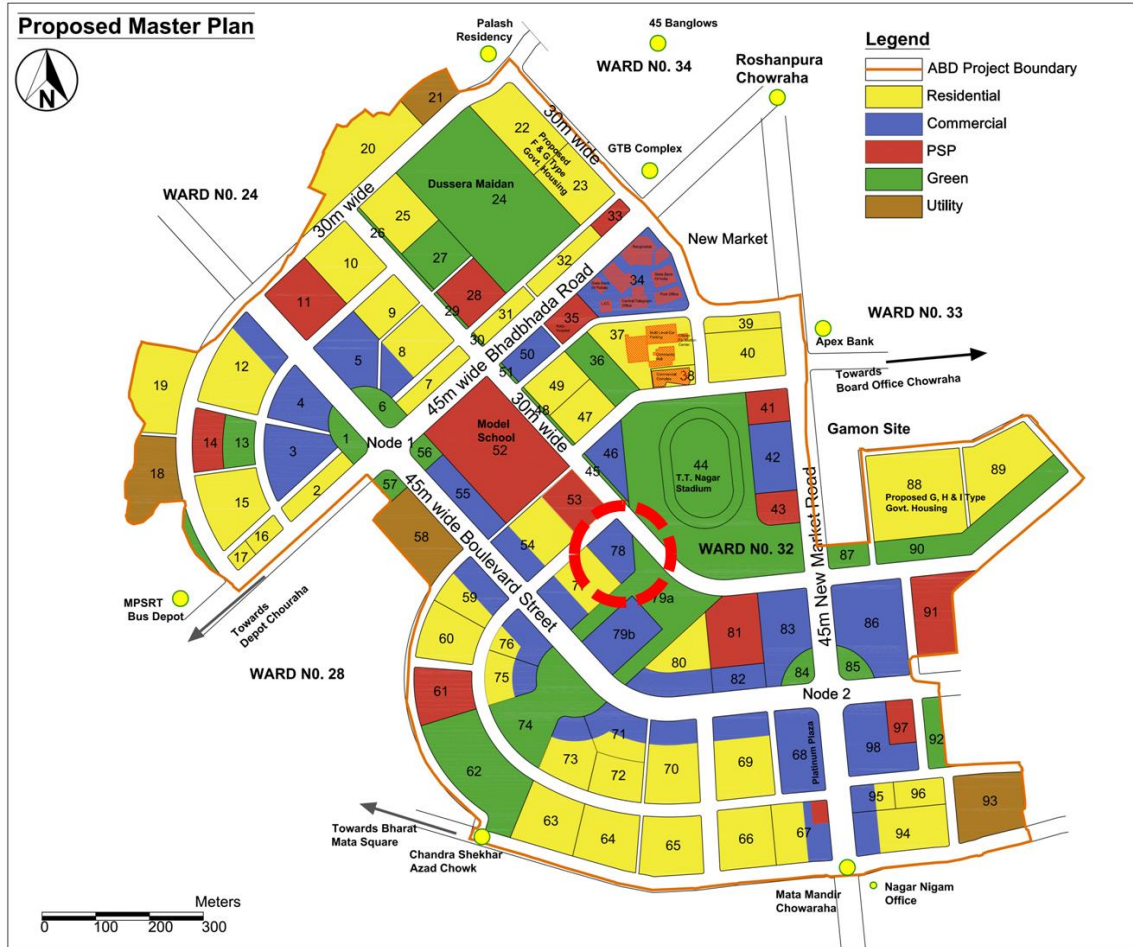 Proposed Master Plan
N
Palash
Residency
45 Banglows
WARD N0. 34
Roshanpura
Chowraha
GTB Complex
Legend
ABD Project Boundary
Residential
Commercial
PSP
Green
Utility
WARD N0. 24
30m wide
30m wide
21
20
22
Proposed
F & G Type
Govt. Housing
23
Dussera Maidan
24
25
26
27
28
29
30
31
32
33
New Market
34
35
10
11
9
8
5
7
6
12
4
3
1
Node 1
19
14
13
18
15
2
16
17
45m wide Bhadbhada Road
50
51
36
37
38
39
40
49
48
47
30m wide
Apex Bank
WARD N0. 33
Towards
Board Office Chowraha
Model
School
52
56
57
55
58
53
54
45
46
44
T.T. Nagar
Stadium
41
42
43
Gamon Site
88
89
Proposed G, H & I Type
Govt. Housing
87
90
WARD N0. 32
78
7
79a
79b
45m wide Boulevard Street
MPSRT
Bus Depot
Towards
Depot Chouraha
WARD N0. 28
59
60
76
75
61
62
74
80
81
82
83
84
85
86
91
45m New Market Road
Node 2
73
71
72
70
69
68
Platinum Plaza
98
97
92
63
64
65
66
67
95
96
94
93
Towards Bharat
Mata Square
Chandra Shekhar
Azad Chowk
Mata Mandir
Chowaraha
Nagar Nigam
Office
Meters
0 100 200 300